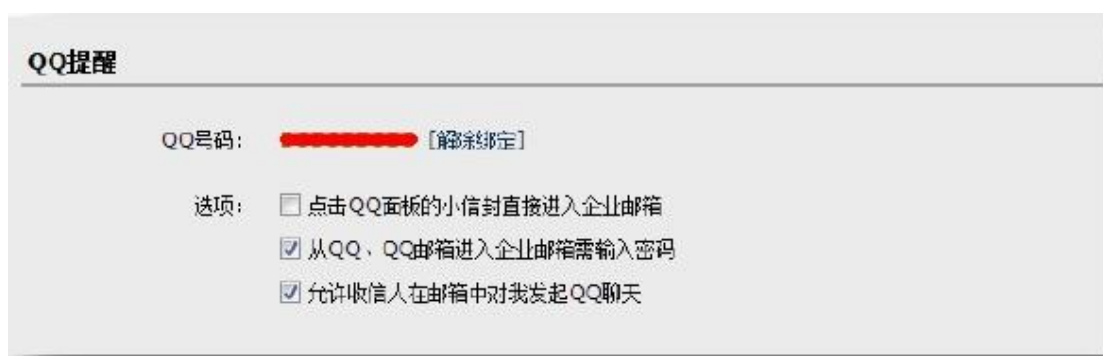 QQ提醒
QQ号码： [解除绑定]
选项： 点击QQ面板的小信封直接进入企业邮箱
从QQ、QQ邮箱进入企业邮箱需输入密码
允许收信人在邮箱中对我发起QQ聊天